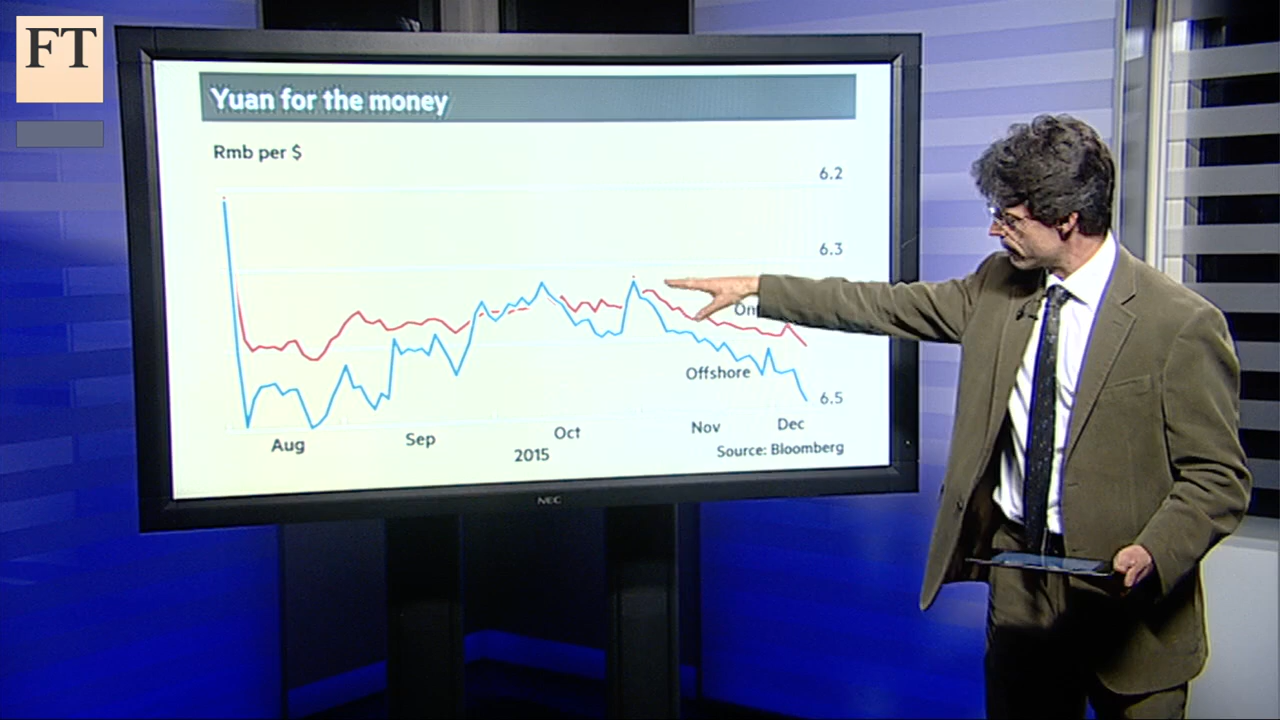 FT
Yuan for the money
Rmb per $
6.2
6.3
Offshore
6.5
Aug
Sep
Oct
Nov
Dec
2015
Source: Bloomberg
NEC